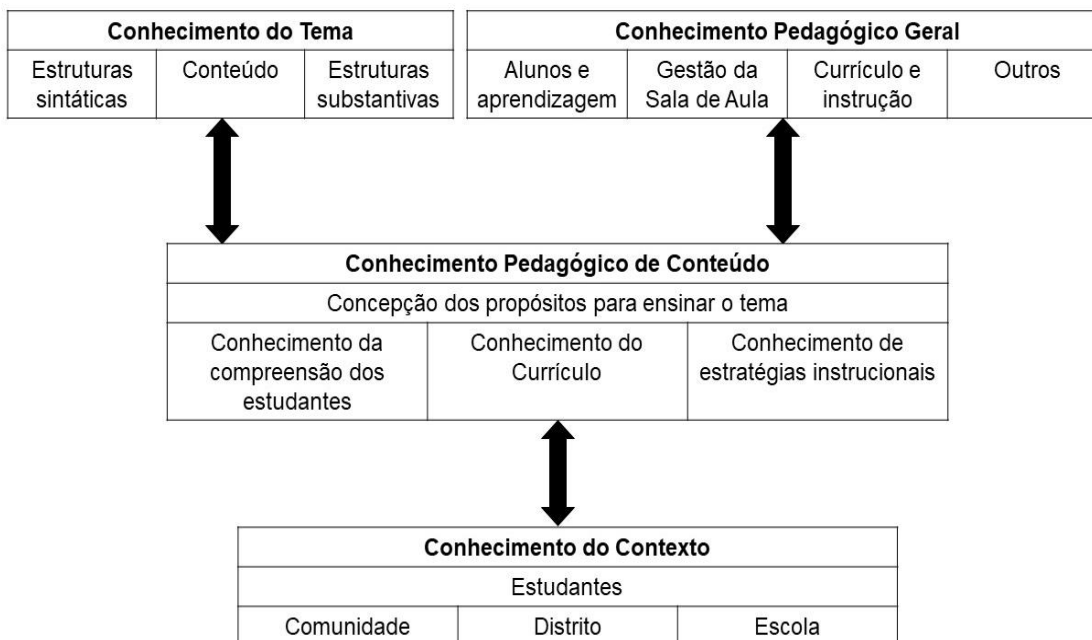 Conhecimento do Tema
Estruturas
sintáticas
Conteúdo
Estruturas
substantivas
Conhecimento Pedagógico Geral
Alunos e
aprendizagem
Gestão da
Sala de Aula
Currículo e
instrução
Outros
Conhecimento Pedagógico de Conteúdo
Concepção dos propósitos para ensinar o tema
Conhecimento da
compreensão dos
estudantes
Conhecimento do
Currículo
Conhecimento de
estratégias instrucionais
Conhecimento do Contexto
Estudantes
Comunidade
Distrito
Escola